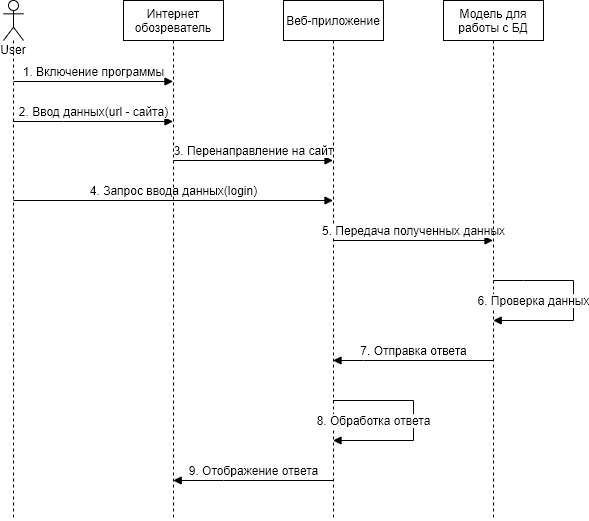 User
Интернет
обозреватель
Веб-приложение
Модель для
работы с БД
1. Включение программы
2. Ввод данных(url - сайта)
3. Перенаправление на сайт
4. Запрос ввода данных(login)
5. Передача полученных данных
6. Проверка данных
7. Отправка ответа
8. Обработка ответа
9. Отображение ответа